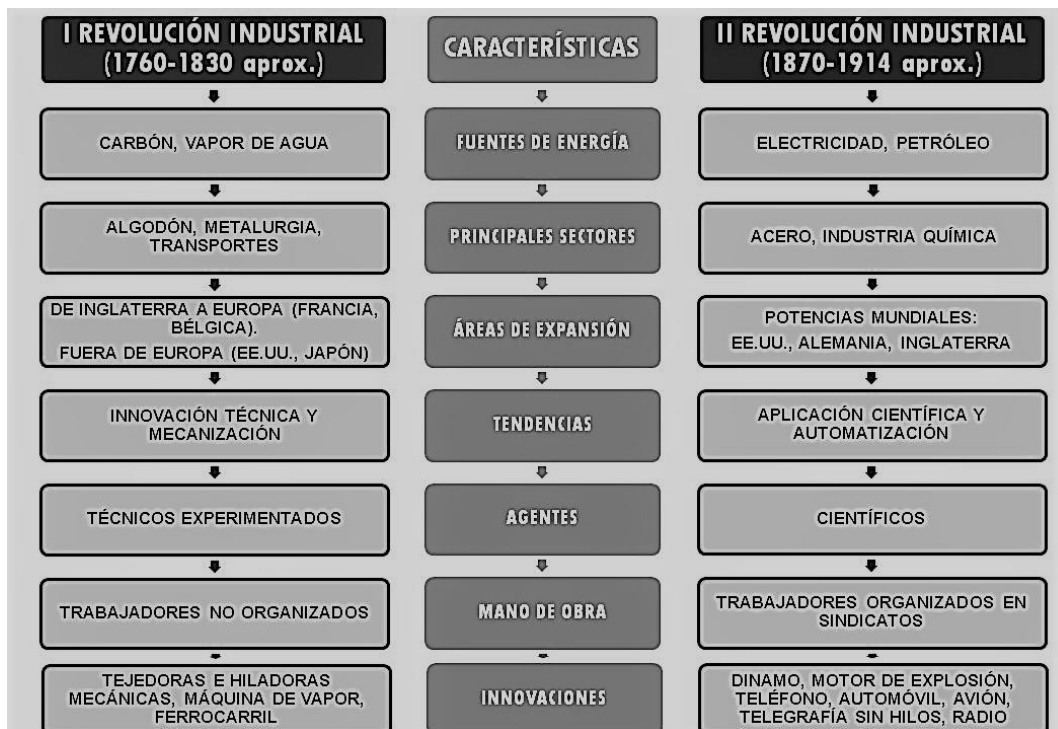 I REVOLUCIÓN INDUSTRIAL
(1760-1830 aprox.)
CARACTERÍSTICAS
II REVOLUCIÓN INDUSTRIAL
(1870-1914 aprox.)
CARBÓN, VAPOR DE AGUA
FUENTES DE ENERGÍA
ELECTRICIDAD, PETRÓLEO
ALGODÓN, METALURGIA,
TRANSPORTES
PRINCIPALES SECTORES
ACERO, INDUSTRIA QUÍMICA
DE INGLATERRA A EUROPA (FRANCIA,
BÉLGICA).
FUERA DE EUROPA (EE.UU., JAPÓN)
ÁREAS DE EXPANSIÓN
POTENCIAS MUNDIALES:
EE.UU., ALEMANIA, INGLATERRA
INNOVACIÓN TÉCNICA Y
MECANIZACIÓN
TENDENCIAS
APLICACIÓN CIENTÍFICA Y
AUTOMATIZACIÓN
TÉCNICOS EXPERIMENTADOS
AGENTES
CIENTÍFICOS
TRABAJADORES NO ORGANIZADOS
MANO DE OBRA
TRABAJADORES ORGANIZADOS EN
SINDICATOS
TEJEDORAS E HILADORAS
MECÁNICAS, MÁQUINA DE VAPOR,
FERROCARRIL
INNOVACIONES
DINAMO, MOTOR DE EXPLOSIÓN,
TELÉFONO, AUTOMÓVIL, AVIÓN,
TELEGRAFÍA SIN HILOS, RADIO